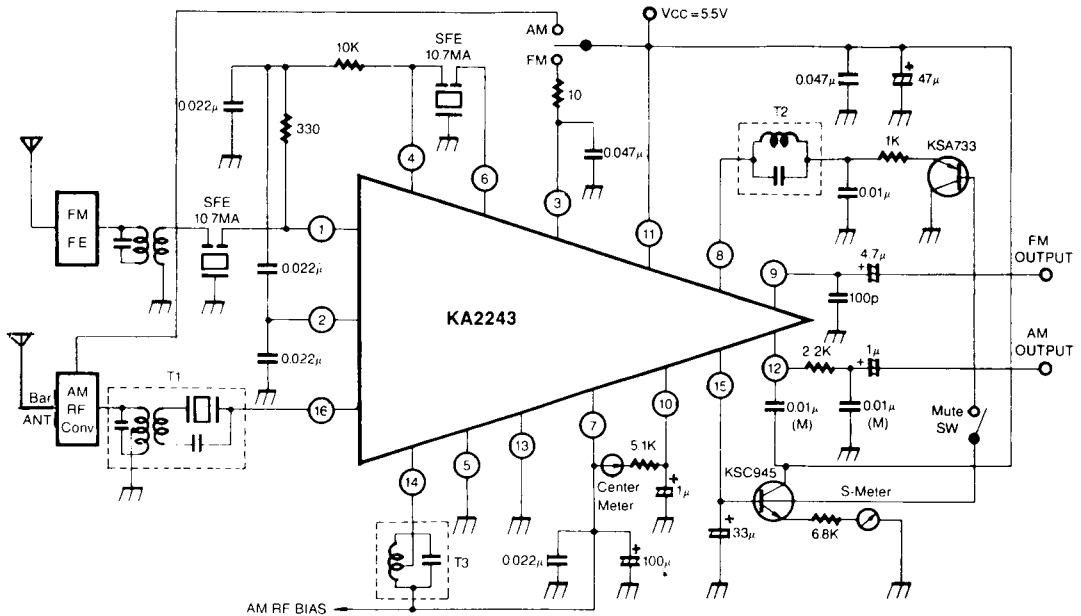 AM
FM
VCC = 5.5V
10K
SFE
10.7MA
0.022μ
330
10
0.047μ
0.047μ
47μ
T2
1K
KSA733
0.01μ
4
6
3
11
8
FM
FE
SFE
10.7MA
1
0.022μ
2
0.022μ
KA2243
9
4.7μ
100p
FM
OUTPUT
AM
OUTPUT
12
2.2K
1μ
0.01μ
(M)
0.01μ
(M)
Mute
SW
Bar
ANT
AM
RF
Conv
T1
16
15
10
7
13
5
14
5.1K
Center
Meter
1μ
KSC945
S-Meter
6.8K
33μ
T3
0.022μ
100μ
AM RF BIAS